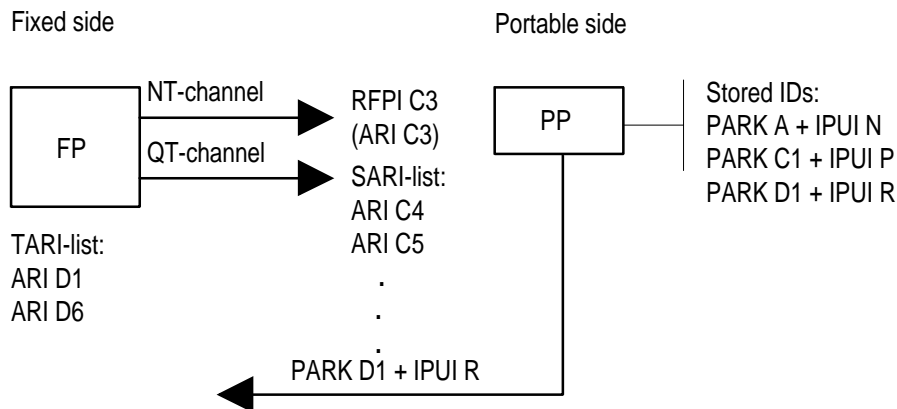 Fixed side
Portable side
FP
NT-channel
QT-channel
RFPI C3
(ARI C3)
SARI-list:
ARI C4
ARI C5
.
.
.
TARI-list:
ARI D1
ARI D6
PP
Stored IDs:
PARK A + IPUI N
PARK C1 + IPUI P
PARK D1 + IPUI R
PARK D1 + IPUI R